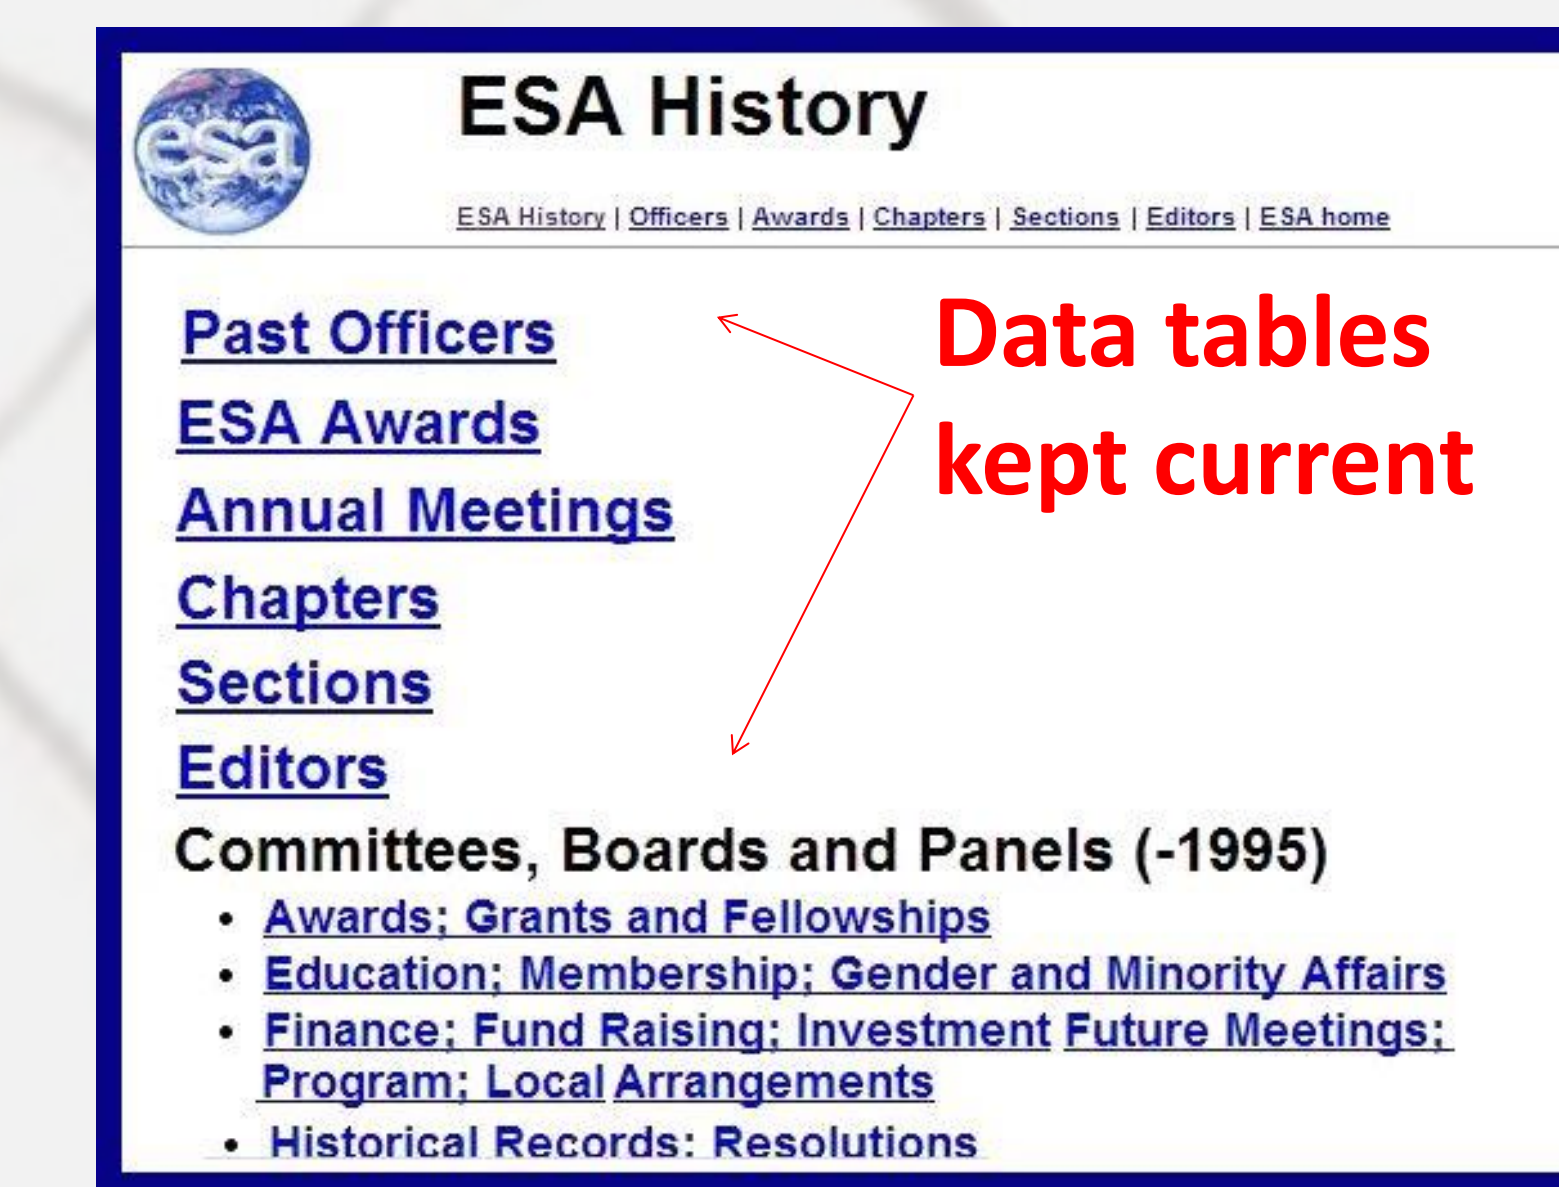 esa
ESA History
ESA History | Officers | Awards | Chapters | Sections | Editors | ESA home
Past Officers
Data tables
ESA Awards
kept current
Annual Meetings
Chapters
Sections
Editors
Committees, Boards and Panels (-1995)
• Awards; Grants and Fellowships
• Education; Membership; Gender and Minority Affairs
• Finance; Fund Raising; Investment Future Meetings;
Program; Local Arrangements
• Historical Records: Resolutions